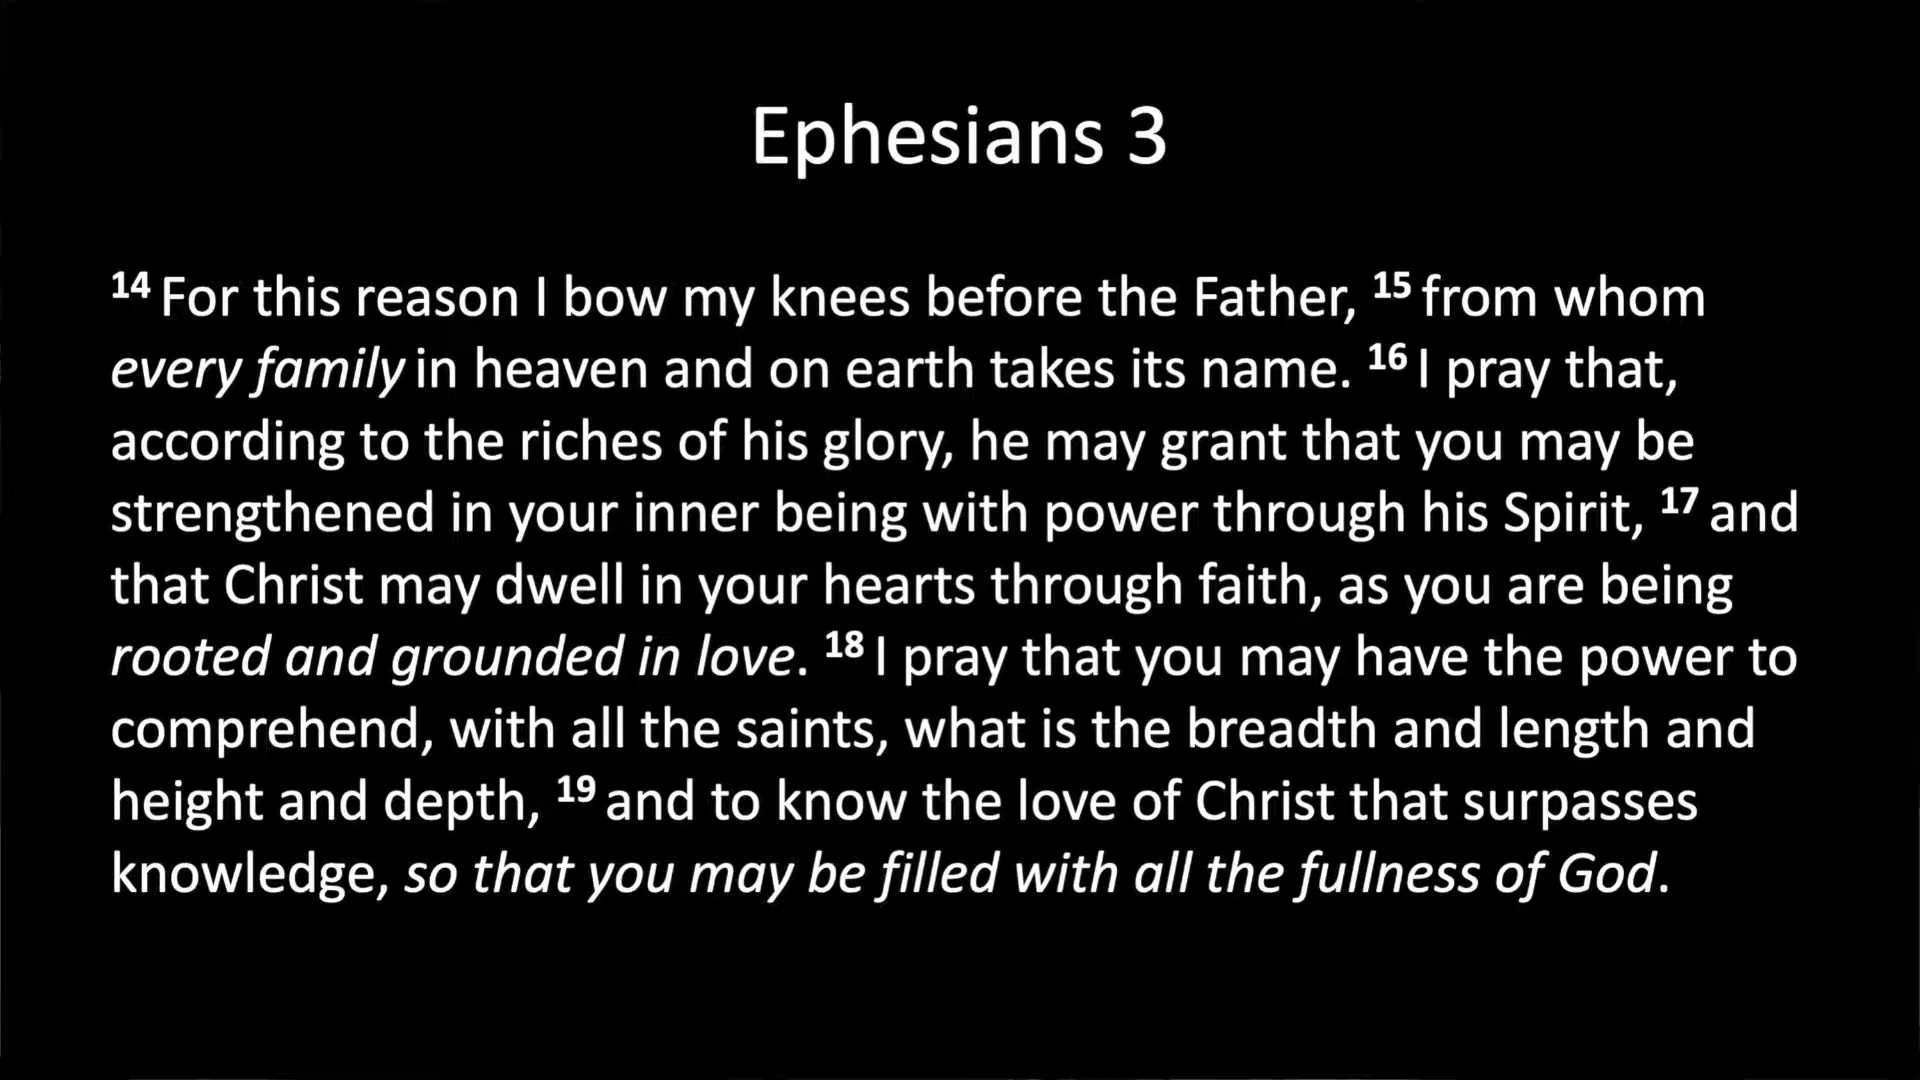 Ephesians 3
14 For this reason I bow my knees before the Father, 15 from whom
every family in heaven and on earth takes its name. 16 I pray that,
according to the riches of his glory, he may grant that you may be
strengthened in your inner being with power through his Spirit, 17 and
that Christ may dwell in your hearts through faith, as you are being
rooted and grounded in love. 18 I pray that you may have the power to
comprehend, with all the saints, what is the breadth and length and
height and depth, 19 and to know the love of Christ that surpasses
knowledge, so that you may be filled with all the fullness of God.